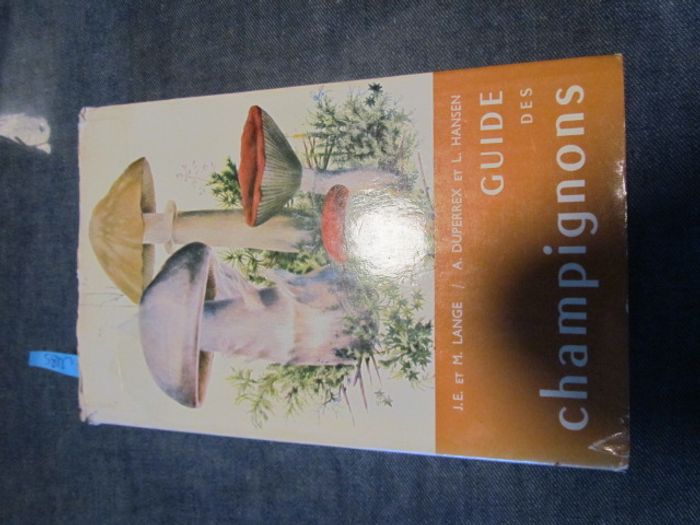 J.E. ET M. LANGE / A. DUPERREX ET L. HANSEN
GUIDE
DES
champignons